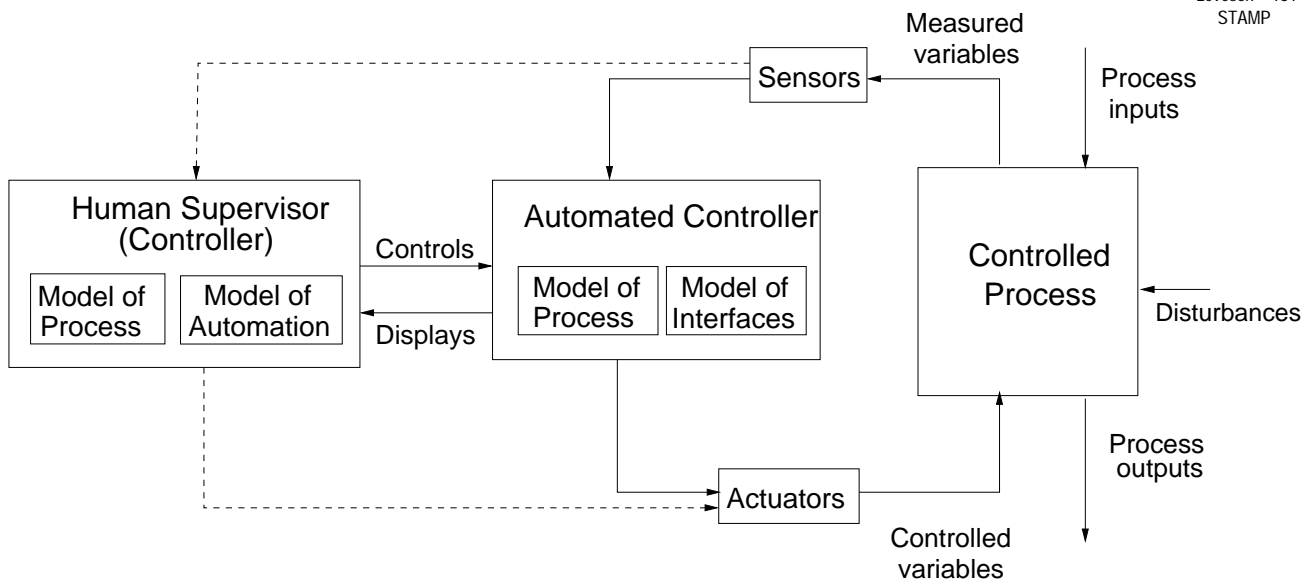 STAMP
Measured
variables
Sensors
Process
inputs
Human Supervisor
(Controller)
Automated Controller
Controls
Displays
Model of
Process
Model of
Automation
Model of
Process
Model of
Interfaces
Controlled
Process
Disturbances
Process
outputs
Actuators
Controlled
variables